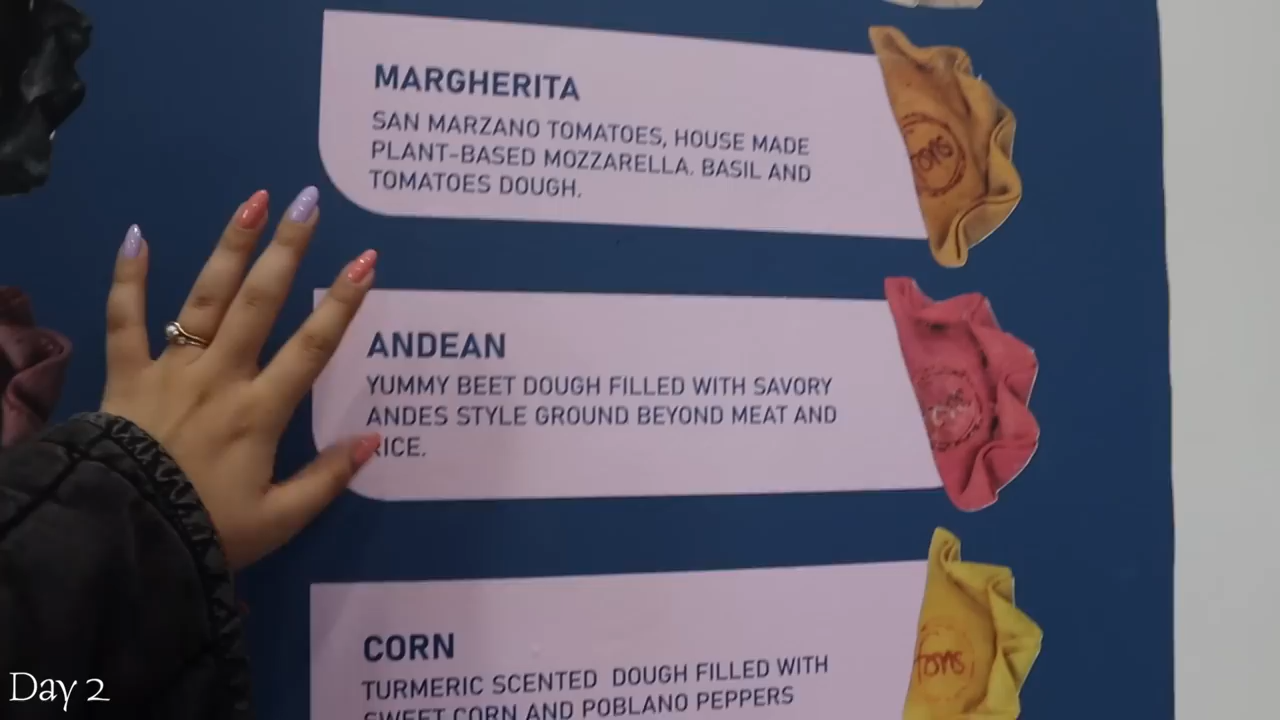 MARGHERITA
SAN MARZANO TOMATOES, HOUSE MADE
PLANT-BASED MOZZARELLA. BASIL AND
TOMATOES DOUGH.
ANDEAN
YUMMY BEET DOUGH FILLED WITH SAVORY
ANDES STYLE GROUND BEYOND MEAT AND
RICE.
CORN
TURMERIC SCENTED DOUGH FILLED WITH
SWEET CORN AND POBLANO PEPPERS
Day 2